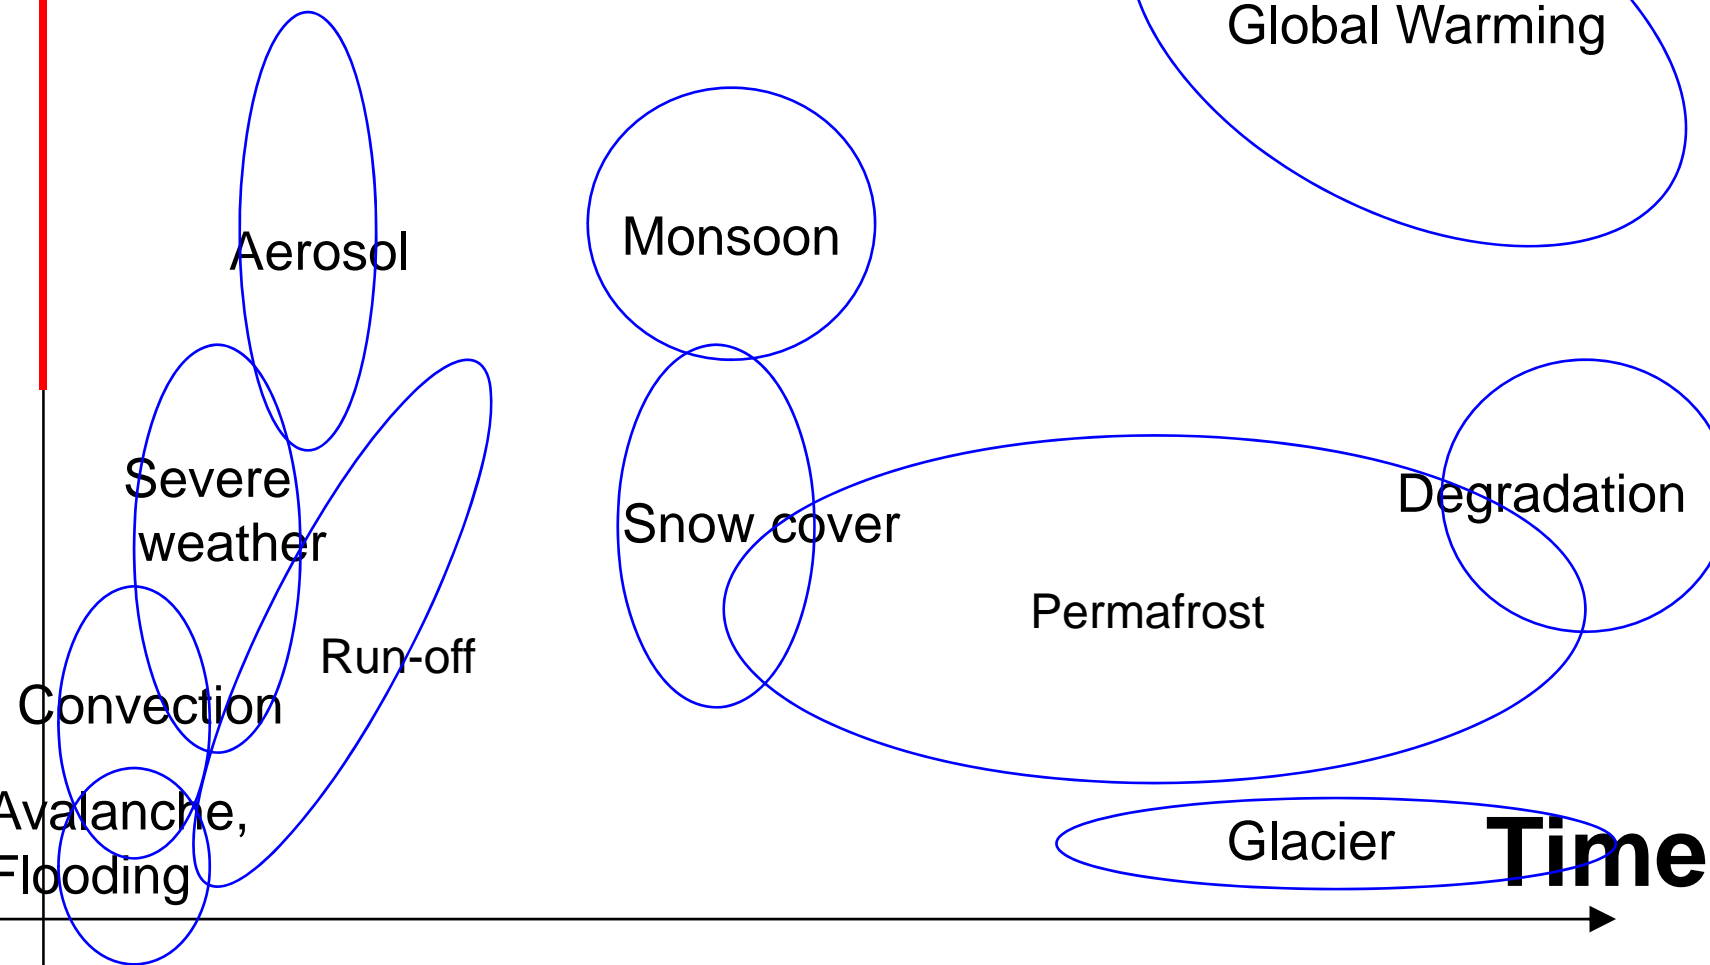 Global Warming
Aerosol
Monsoon
Severe
weather
Snow cover
Degradation
Permafrost
Run-off
Convection
Avalanche,
Flooding
Glacier
Time